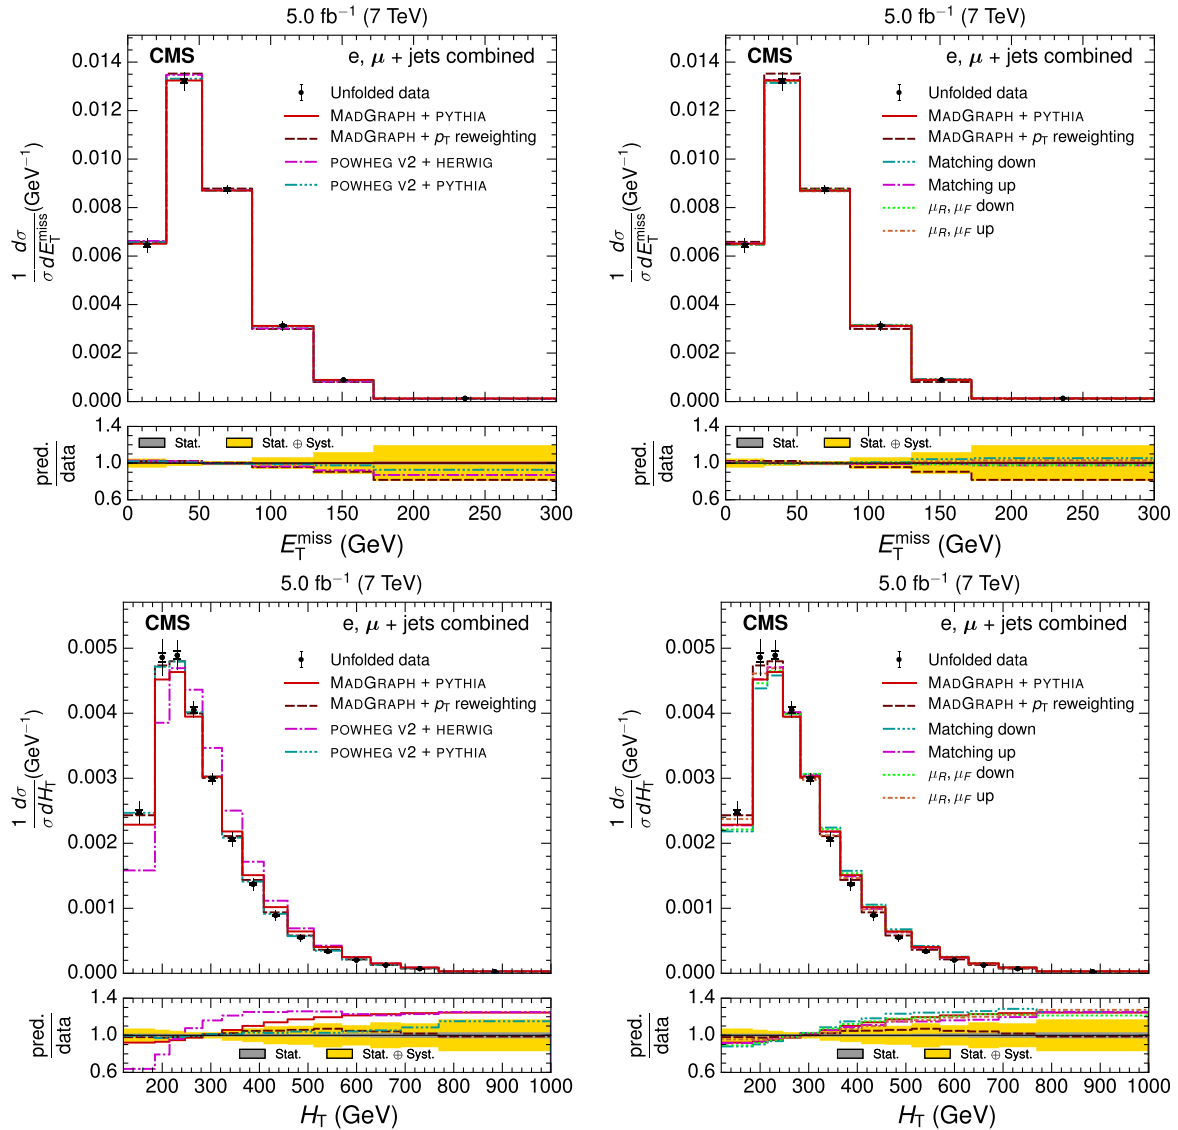 5.0 fb⁻¹ (7 TeV)
CMS
e, μ + jets combined
Unfolded data
MADGRAPH + PYTHIA
MADGRAPH + pT reweighting
POWHEG V2 + HERWIG
POWHEG V2 + PYTHIA
1/σ dσ/dE_T^miss (GeV⁻¹)
0.014
0.012
0.010
0.008
0.006
0.004
0.002
0.000
pred./data
1.4
1.0
0.6
Stat.
Stat. ⊕ Syst.
0 50 100 150 200 250 300
E_T^miss (GeV)
5.0 fb⁻¹ (7 TeV)
CMS
e, μ + jets combined
Unfolded data
MADGRAPH + PYTHIA
MADGRAPH + pT reweighting
Matching down
Matching up
μR, μF down
μR, μF up
1/σ dσ/dE_T^miss (GeV⁻¹)
0.014
0.012
0.010
0.008
0.006
0.004
0.002
0.000
pred./data
1.4
1.0
0.6
Stat.
Stat. ⊕ Syst.
0 50 100 150 200 250 300
E_T^miss (GeV)
5.0 fb⁻¹ (7 TeV)
CMS
e, μ + jets combined
Unfolded data
MADGRAPH + PYTHIA
MADGRAPH + pT reweighting
POWHEG V2 + HERWIG
POWHEG V2 + PYTHIA
1/σ dσ/dH_T (GeV⁻¹)
0.005
0.004
0.003
0.002
0.001
0.000
pred./data
1.4
1.0
0.6
Stat.
Stat. ⊕ Syst.
200 300 400 500 600 700 800 900 1000
H_T (GeV)
5.0 fb⁻¹ (7 TeV)
CMS
e, μ + jets combined
Unfolded data
MADGRAPH + PYTHIA
MADGRAPH + pT reweighting
Matching down
Matching up
μR, μF down
μR, μF up
1/σ dσ/dH_T (GeV⁻¹)
0.005
0.004
0.003
0.002
0.001
0.000
pred./data
1.4
1.0
0.6
Stat.
Stat. ⊕ Syst.
200 300 400 500 600 700 800 900 1000
H_T (GeV)